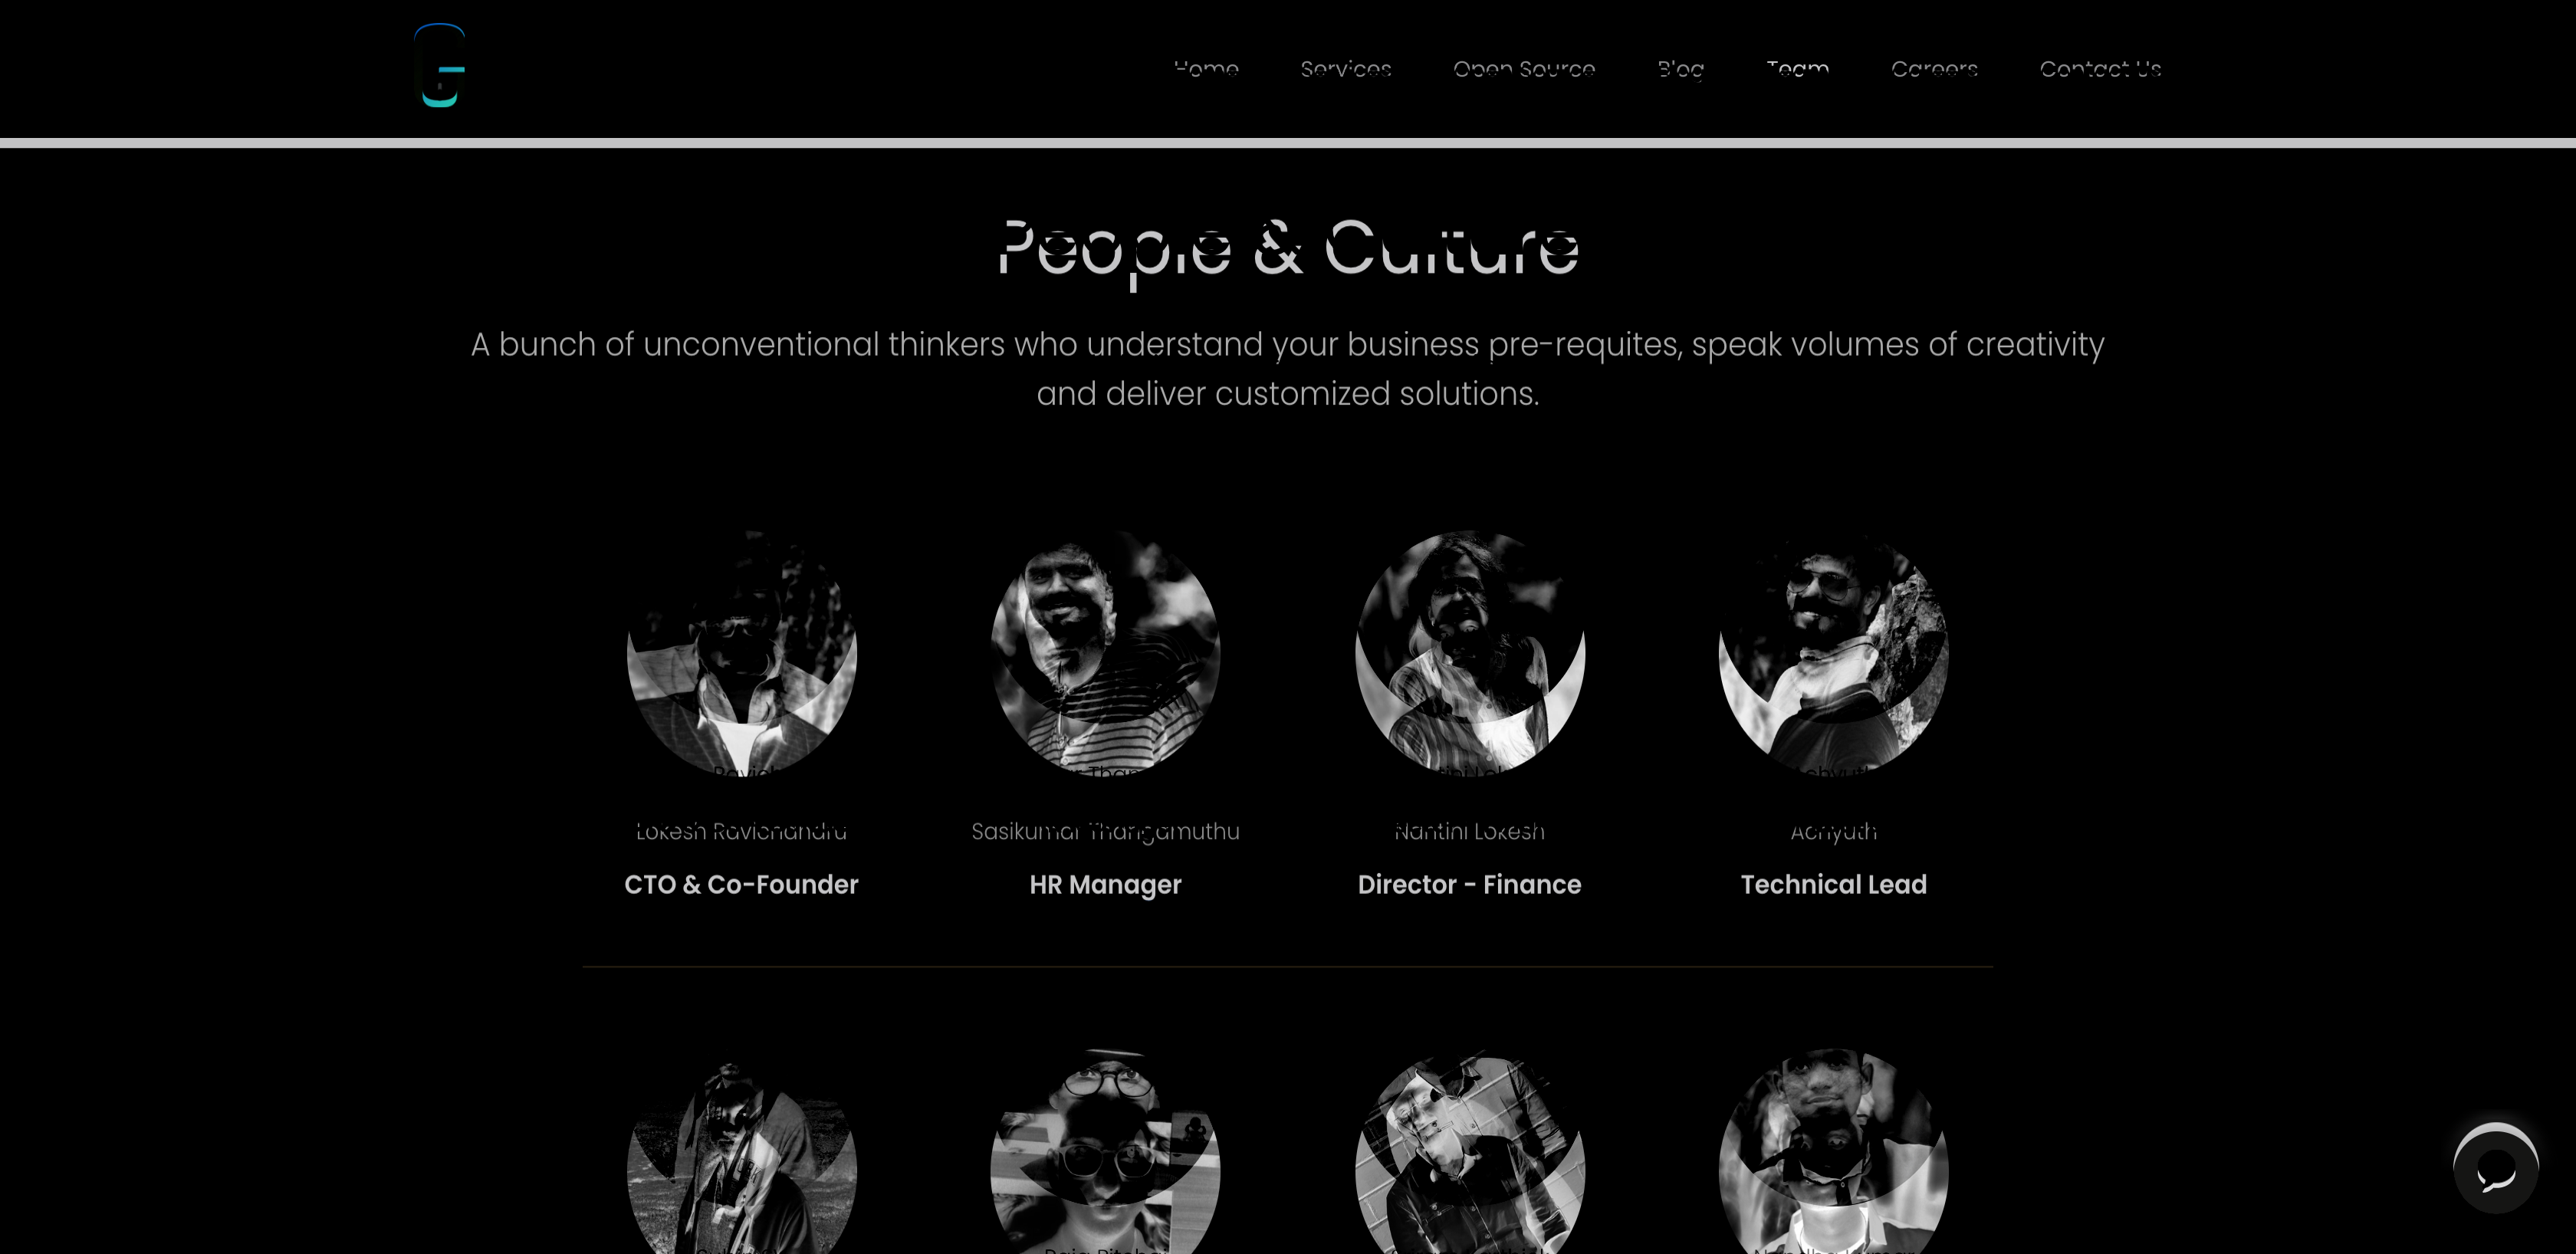 Home Services Open Source Blog Team Careers Contact Us
People & Culture
A bunch of unconventional thinkers who understand your business pre-requites, speak volumes of creativity
and deliver customized solutions.
Lokesh Ravichandru Sasikumar Thangamuthu Nantini Lokesh Achyuth
CTO & Co-Founder HR Manager Director - Finance Technical Lead